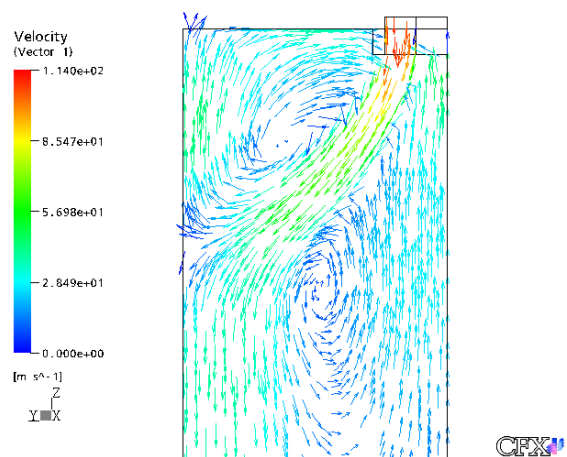 Velocity
(Vector 1)
1.140e+02
8.547e+01
5.698e+01
2.849e+01
0.000e+00
[m s^-1]
Z
Y X
CFX